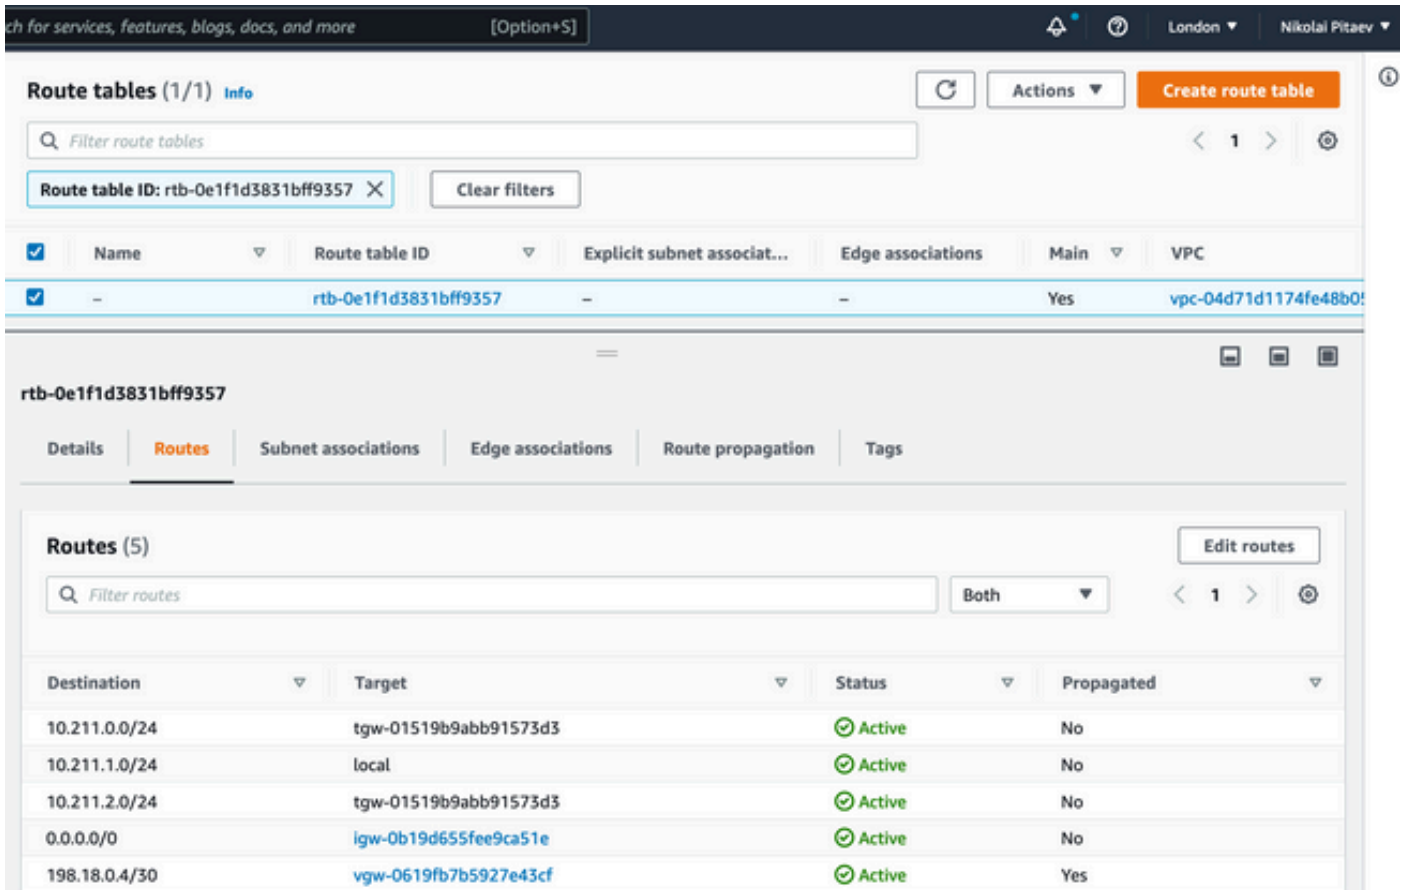 ch for services, features, blogs, docs, and more [Option+S] London Nikolai Pitaev
Route tables (1/1) Info Actions Create route table
Filter route tables 1
Route table ID: rtb-0e1f1d3831bff9357 Clear filters
Name Route table ID Explicit subnet associat... Edge associations Main VPC
– rtb-0e1f1d3831bff9357 – – Yes vpc-04d71d1174fe48b05
rtb-0e1f1d3831bff9357
Details Routes Subnet associations Edge associations Route propagation Tags
Routes (5) Edit routes
Filter routes Both 1
Destination Target Status Propagated
10.211.0.0/24 tgw-01519b9abb91573d3 Active No
10.211.1.0/24 local Active No
10.211.2.0/24 tgw-01519b9abb91573d3 Active No
0.0.0.0/0 igw-0b19d655fee9ca51e Active No
198.18.0.4/30 vgw-0619fb7b5927e43cf Active Yes